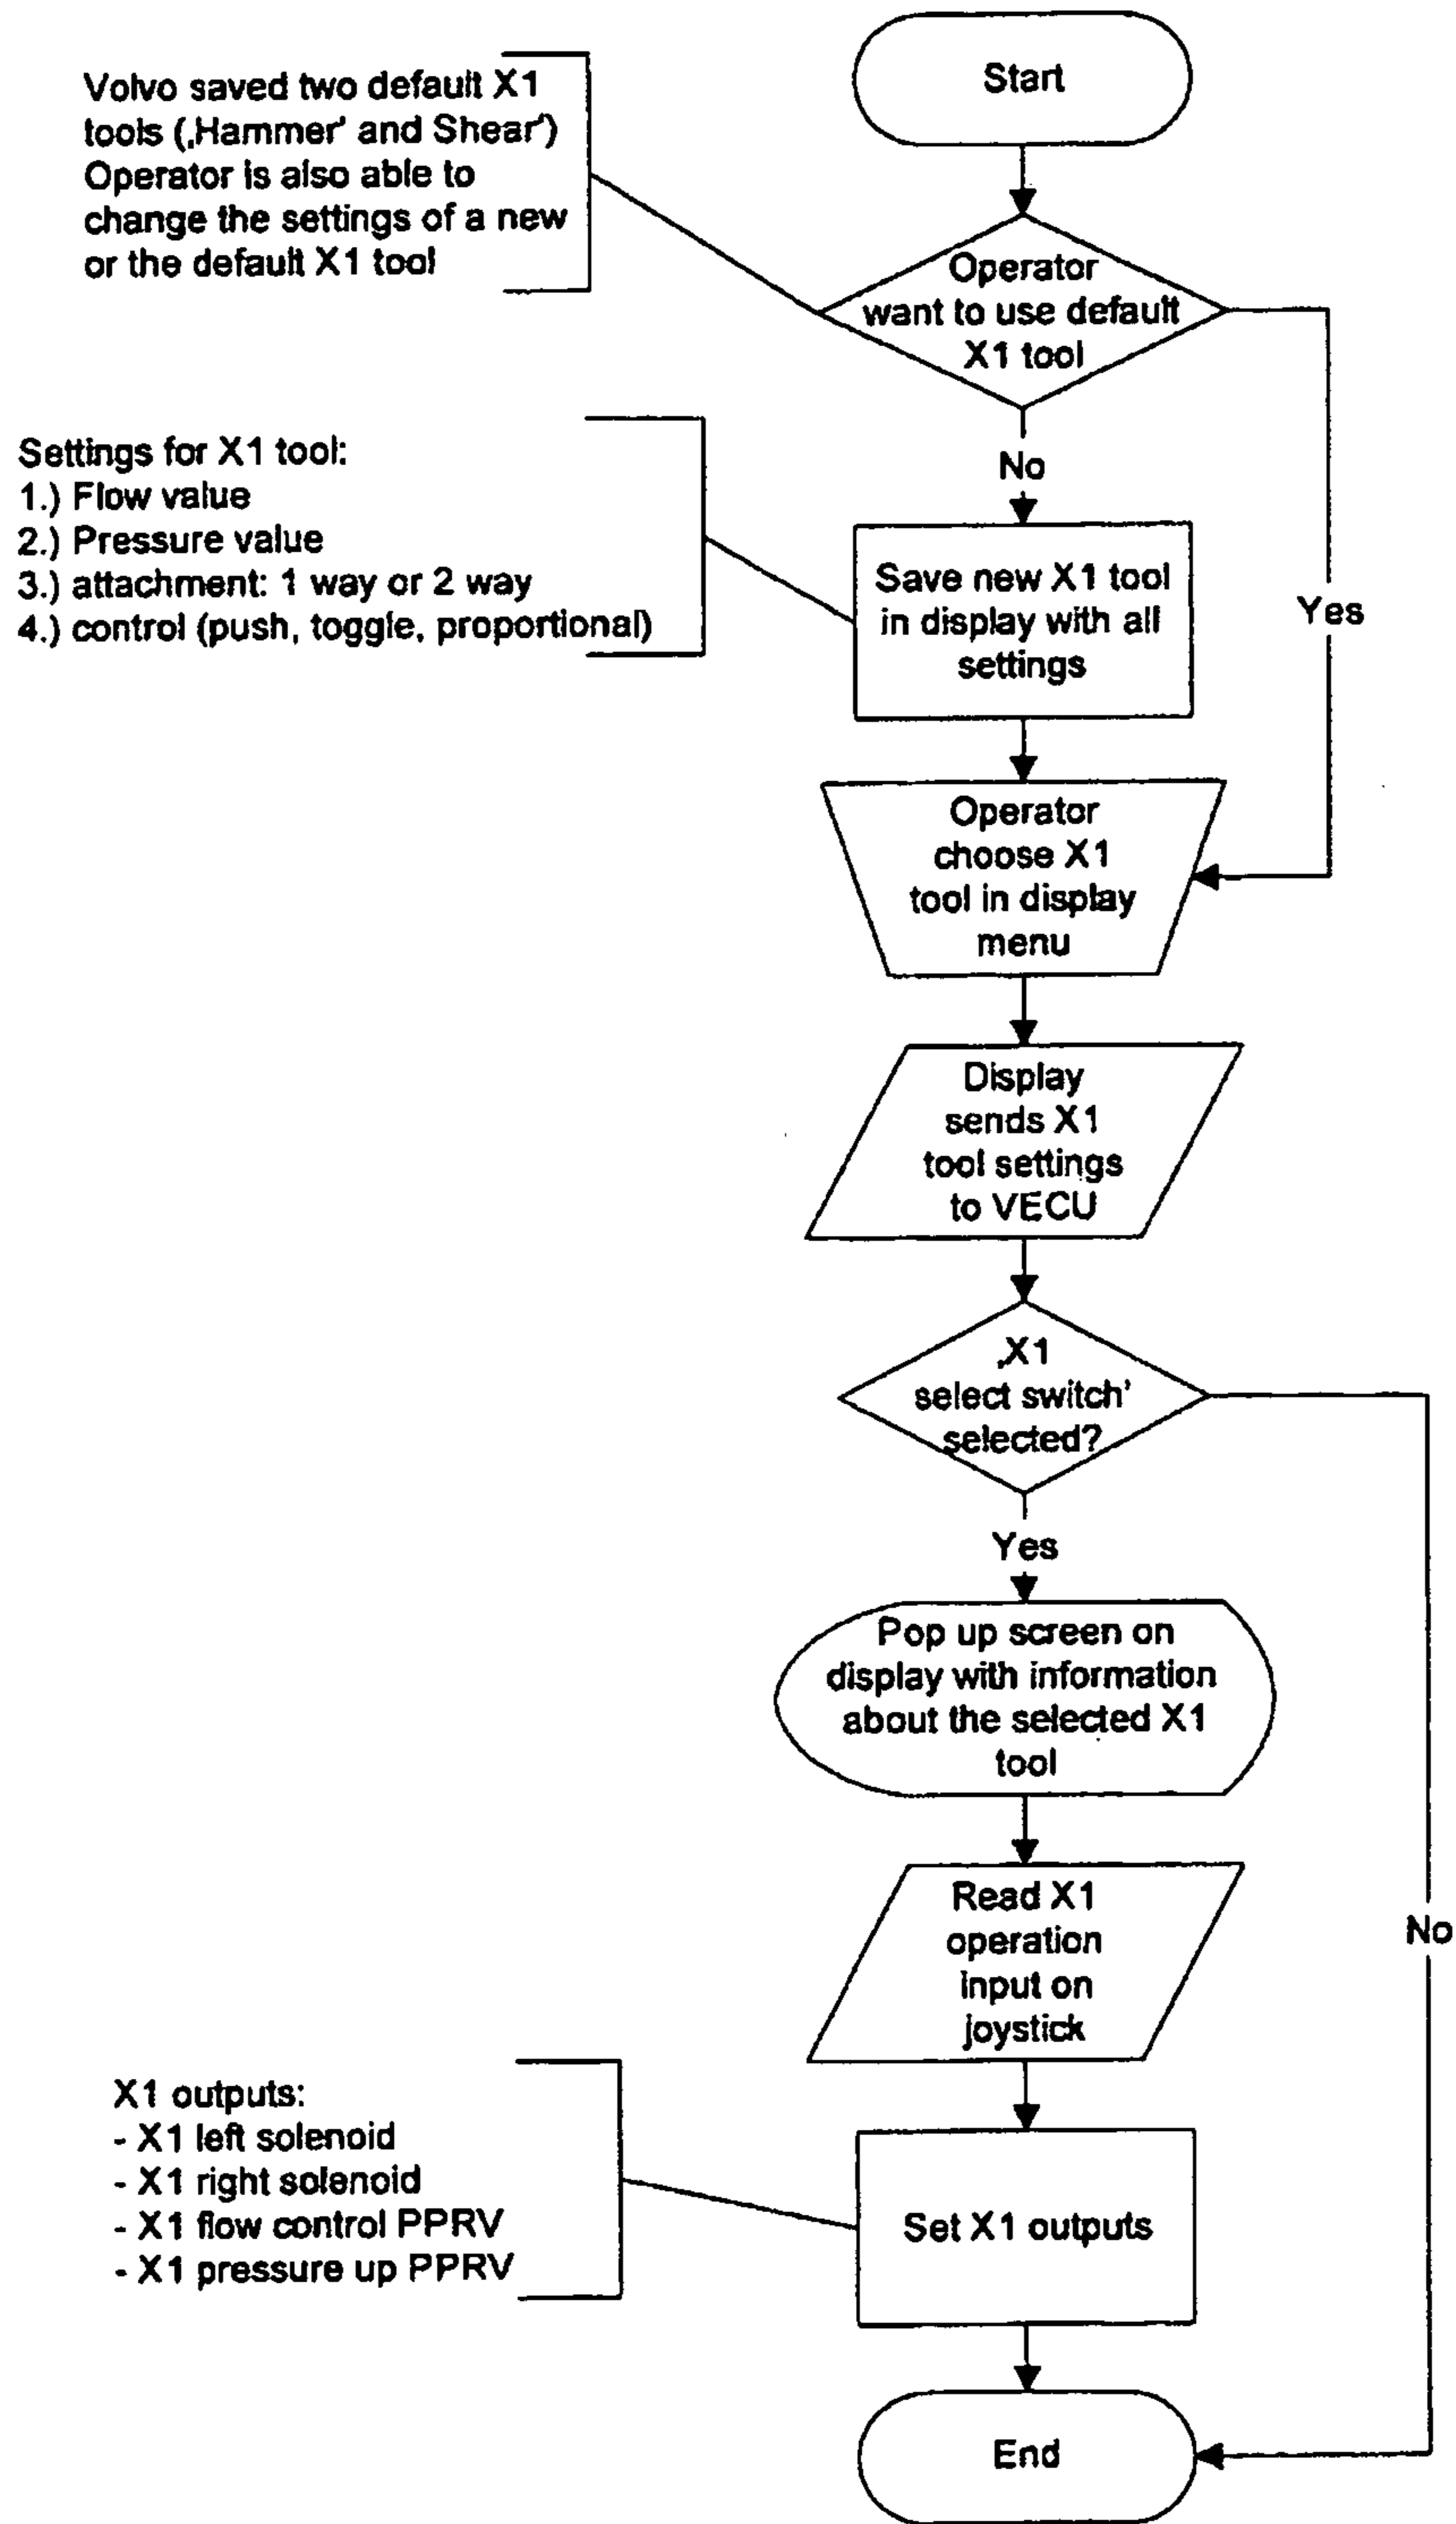 Start
Volvo saved two default X1
tools (‚Hammer' and Shear')
Operator is also able to
change the settings of a new
or the default X1 tool
Operator
want to use default
X1 tool
No
Yes
Settings for X1 tool:
1.) Flow value
2.) Pressure value
3.) attachment: 1 way or 2 way
4.) control (push, toggle, proportional)
Save new X1 tool
in display with all
settings
Operator
choose X1
tool in display
menu
Display
sends X1
tool settings
to VECU
‚X1
select switch'
selected?
Yes
No
Pop up screen on
display with information
about the selected X1
tool
Read X1
operation
input on
joystick
X1 outputs:
- X1 left solenoid
- X1 right solenoid
- X1 flow control PPRV
- X1 pressure up PPRV
Set X1 outputs
End